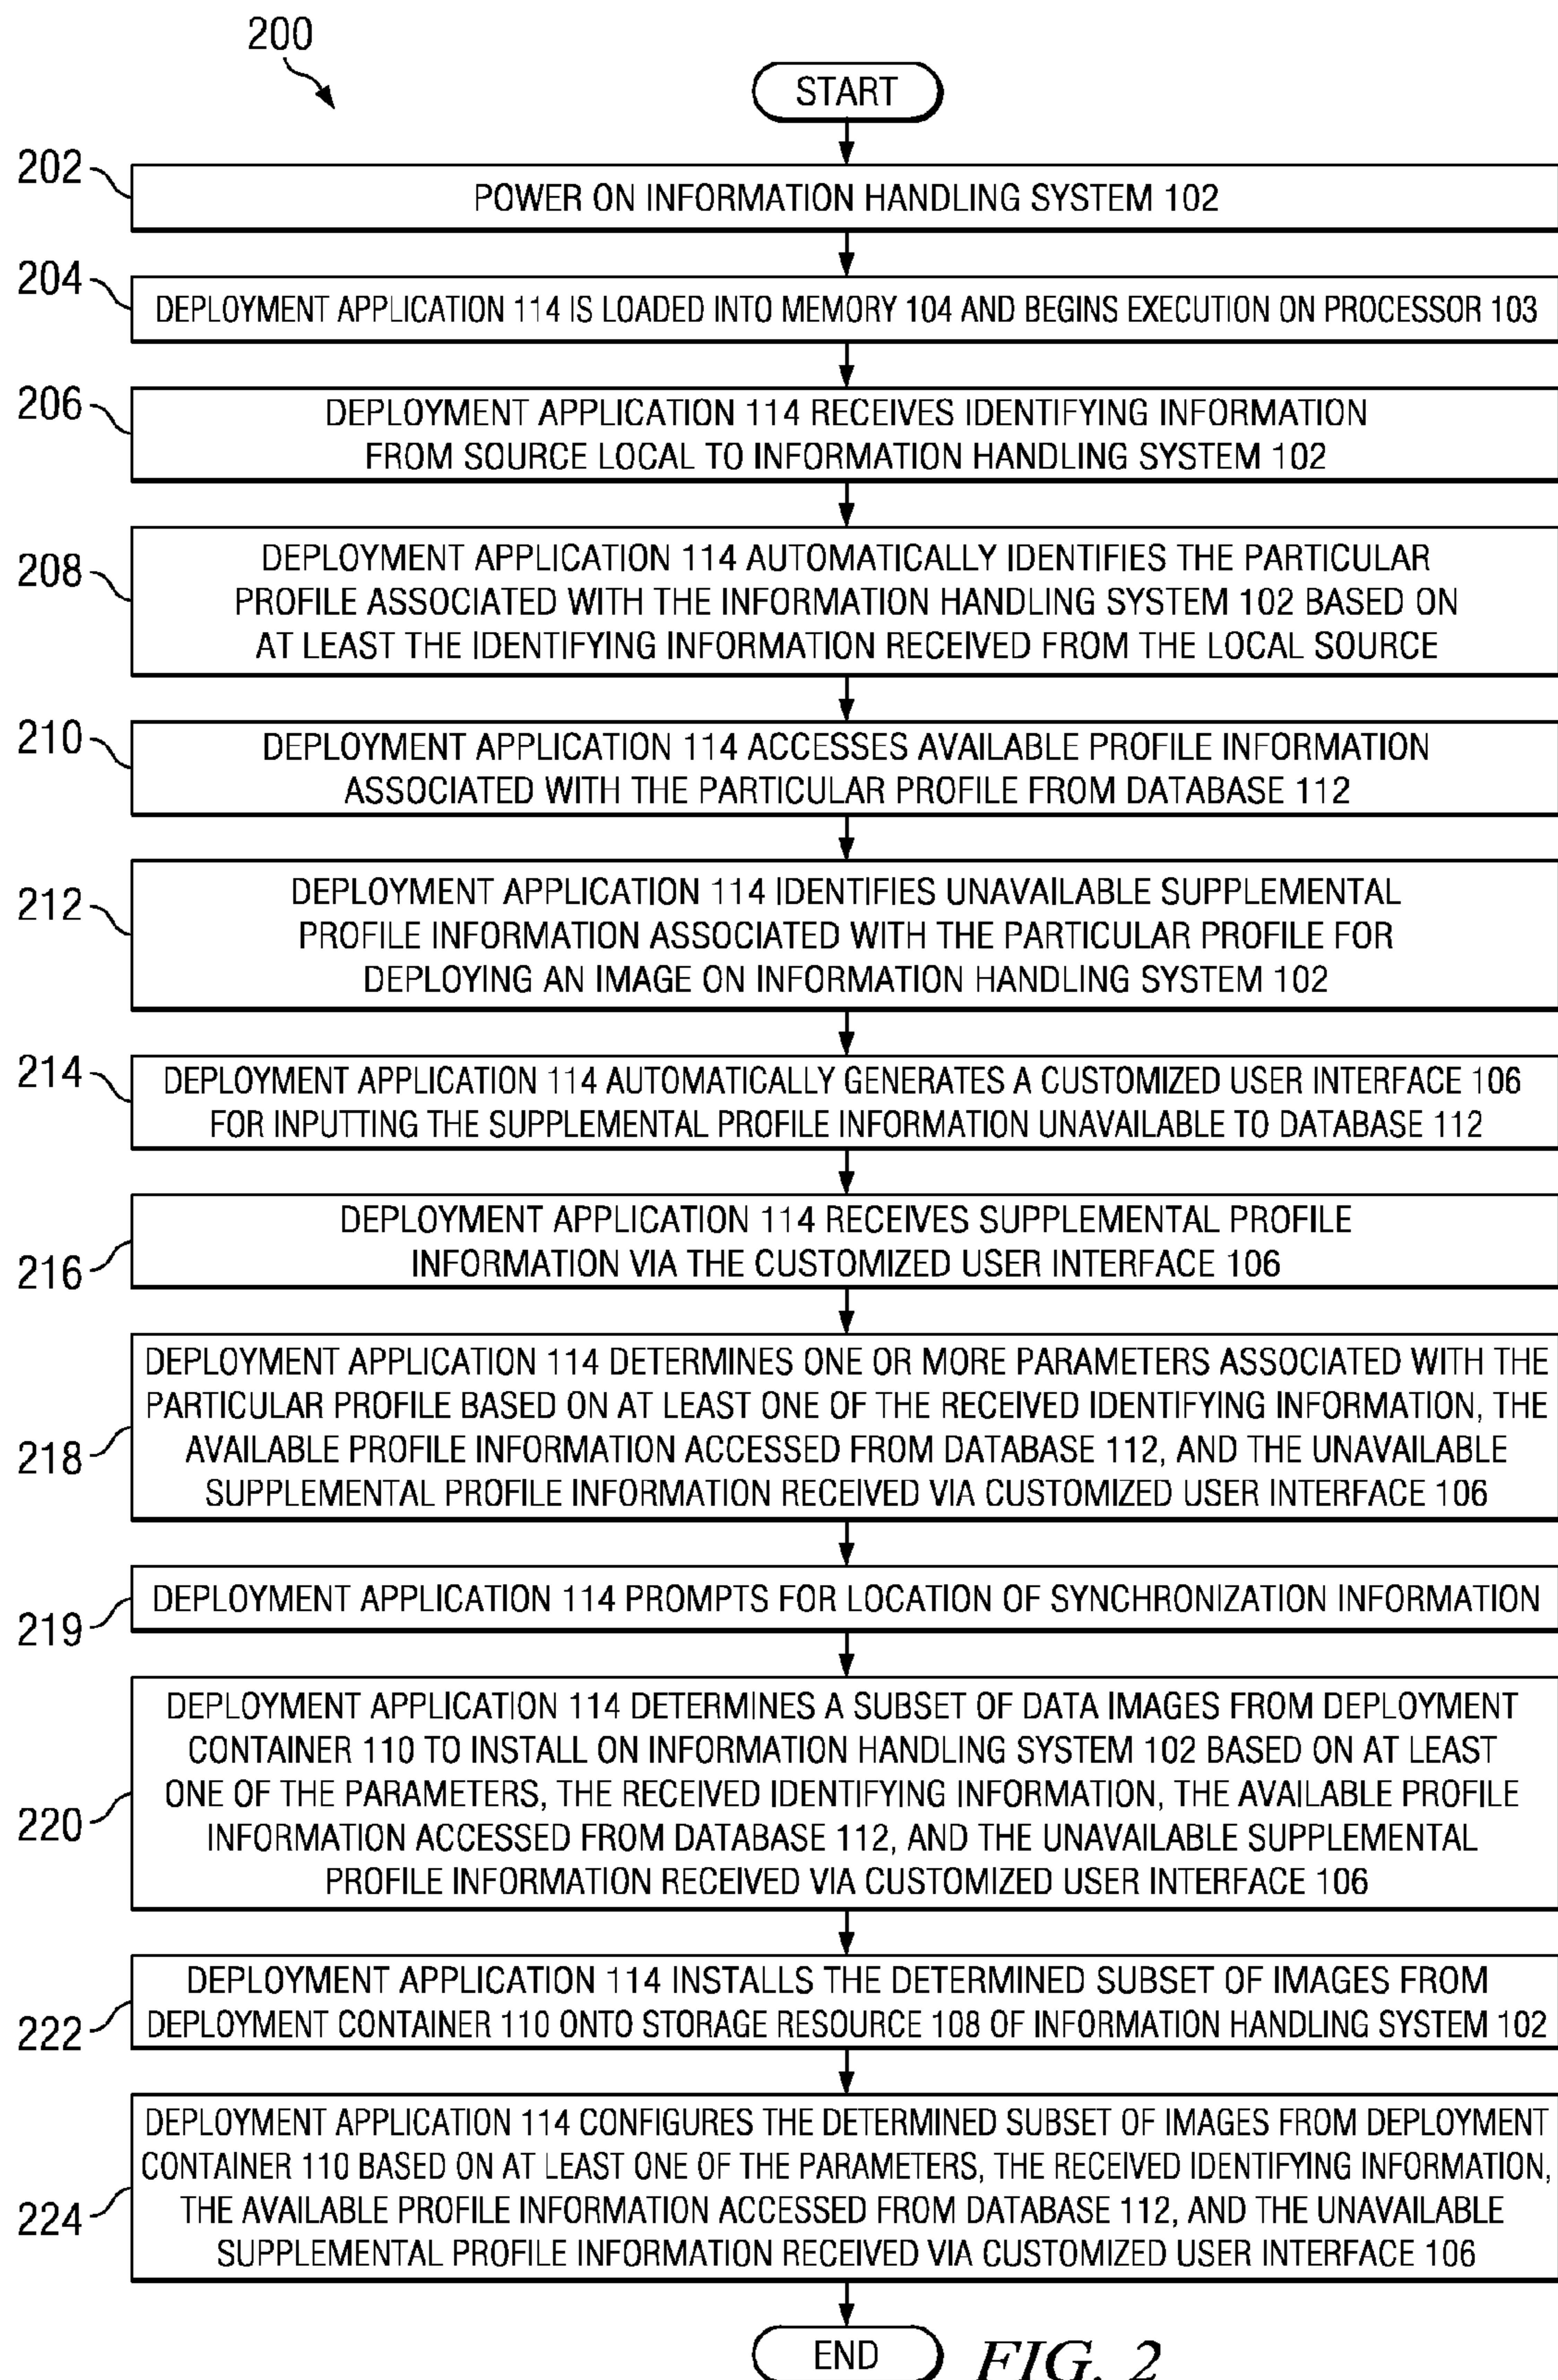 200
START
202
POWER ON INFORMATION HANDLING SYSTEM 102
204
DEPLOYMENT APPLICATION 114 IS LOADED INTO MEMORY 104 AND BEGINS EXECUTION ON PROCESSOR 103
206
DEPLOYMENT APPLICATION 114 RECEIVES IDENTIFYING INFORMATION
FROM SOURCE LOCAL TO INFORMATION HANDLING SYSTEM 102
208
DEPLOYMENT APPLICATION 114 AUTOMATICALLY IDENTIFIES THE PARTICULAR
PROFILE ASSOCIATED WITH THE INFORMATION HANDLING SYSTEM 102 BASED ON
AT LEAST THE IDENTIFYING INFORMATION RECEIVED FROM THE LOCAL SOURCE
210
DEPLOYMENT APPLICATION 114 ACCESSES AVAILABLE PROFILE INFORMATION
ASSOCIATED WITH THE PARTICULAR PROFILE FROM DATABASE 112
212
DEPLOYMENT APPLICATION 114 IDENTIFIES UNAVAILABLE SUPPLEMENTAL
PROFILE INFORMATION ASSOCIATED WITH THE PARTICULAR PROFILE FOR
DEPLOYING AN IMAGE ON INFORMATION HANDLING SYSTEM 102
214
DEPLOYMENT APPLICATION 114 AUTOMATICALLY GENERATES A CUSTOMIZED USER INTERFACE 106
FOR INPUTTING THE SUPPLEMENTAL PROFILE INFORMATION UNAVAILABLE TO DATABASE 112
216
DEPLOYMENT APPLICATION 114 RECEIVES SUPPLEMENTAL PROFILE
INFORMATION VIA THE CUSTOMIZED USER INTERFACE 106
218
DEPLOYMENT APPLICATION 114 DETERMINES ONE OR MORE PARAMETERS ASSOCIATED WITH THE
PARTICULAR PROFILE BASED ON AT LEAST ONE OF THE RECEIVED IDENTIFYING INFORMATION, THE
AVAILABLE PROFILE INFORMATION ACCESSED FROM DATABASE 112, AND THE UNAVAILABLE
SUPPLEMENTAL PROFILE INFORMATION RECEIVED VIA CUSTOMIZED USER INTERFACE 106
219
DEPLOYMENT APPLICATION 114 PROMPTS FOR LOCATION OF SYNCHRONIZATION INFORMATION
220
DEPLOYMENT APPLICATION 114 DETERMINES A SUBSET OF DATA IMAGES FROM DEPLOYMENT
CONTAINER 110 TO INSTALL ON INFORMATION HANDLING SYSTEM 102 BASED ON AT LEAST
ONE OF THE PARAMETERS, THE RECEIVED IDENTIFYING INFORMATION, THE AVAILABLE PROFILE
INFORMATION ACCESSED FROM DATABASE 112, AND THE UNAVAILABLE SUPPLEMENTAL
PROFILE INFORMATION RECEIVED VIA CUSTOMIZED USER INTERFACE 106
222
DEPLOYMENT APPLICATION 114 INSTALLS THE DETERMINED SUBSET OF IMAGES FROM
DEPLOYMENT CONTAINER 110 ONTO STORAGE RESOURCE 108 OF INFORMATION HANDLING SYSTEM 102
224
DEPLOYMENT APPLICATION 114 CONFIGURES THE DETERMINED SUBSET OF IMAGES FROM DEPLOYMENT
CONTAINER 110 BASED ON AT LEAST ONE OF THE PARAMETERS, THE RECEIVED IDENTIFYING INFORMATION,
THE AVAILABLE PROFILE INFORMATION ACCESSED FROM DATABASE 112, AND THE UNAVAILABLE
SUPPLEMENTAL PROFILE INFORMATION RECEIVED VIA CUSTOMIZED USER INTERFACE 106
END
FIG. 2